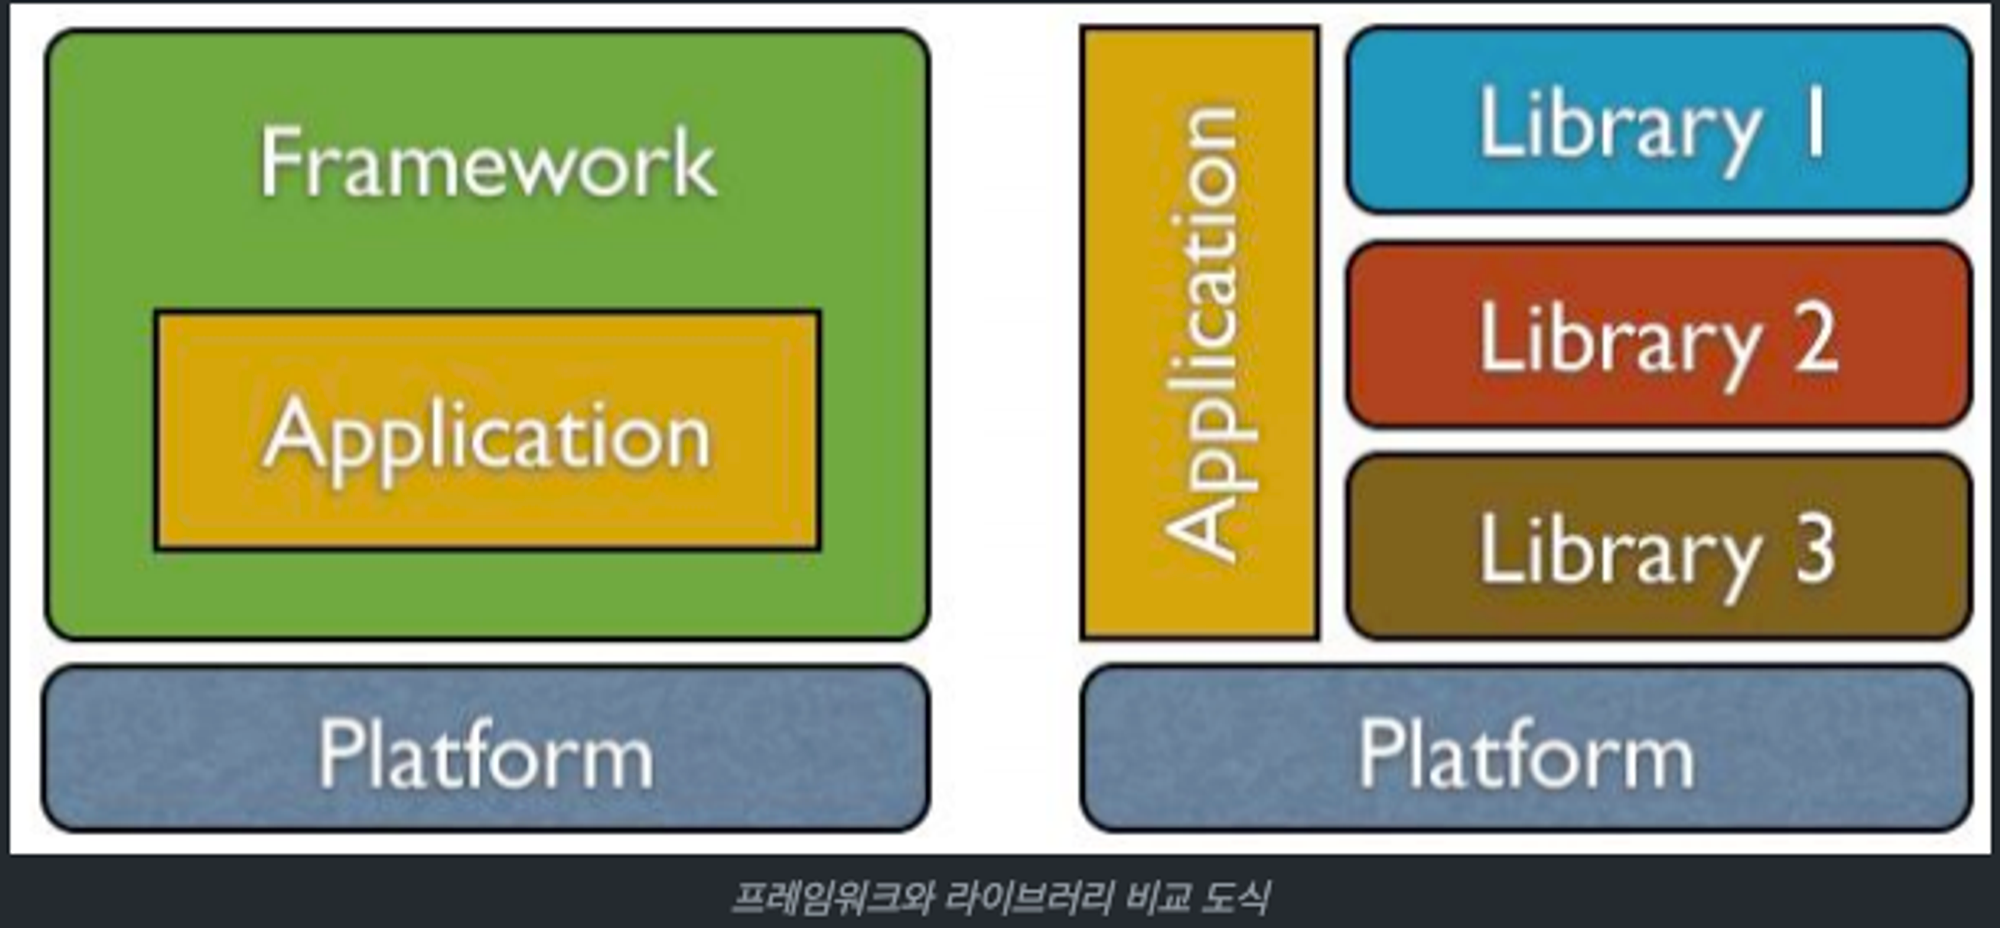 Framework
Application
Platform
Application
Library 1
Library 2
Library 3
Platform
프레임워크와 라이브러리 비교 도식